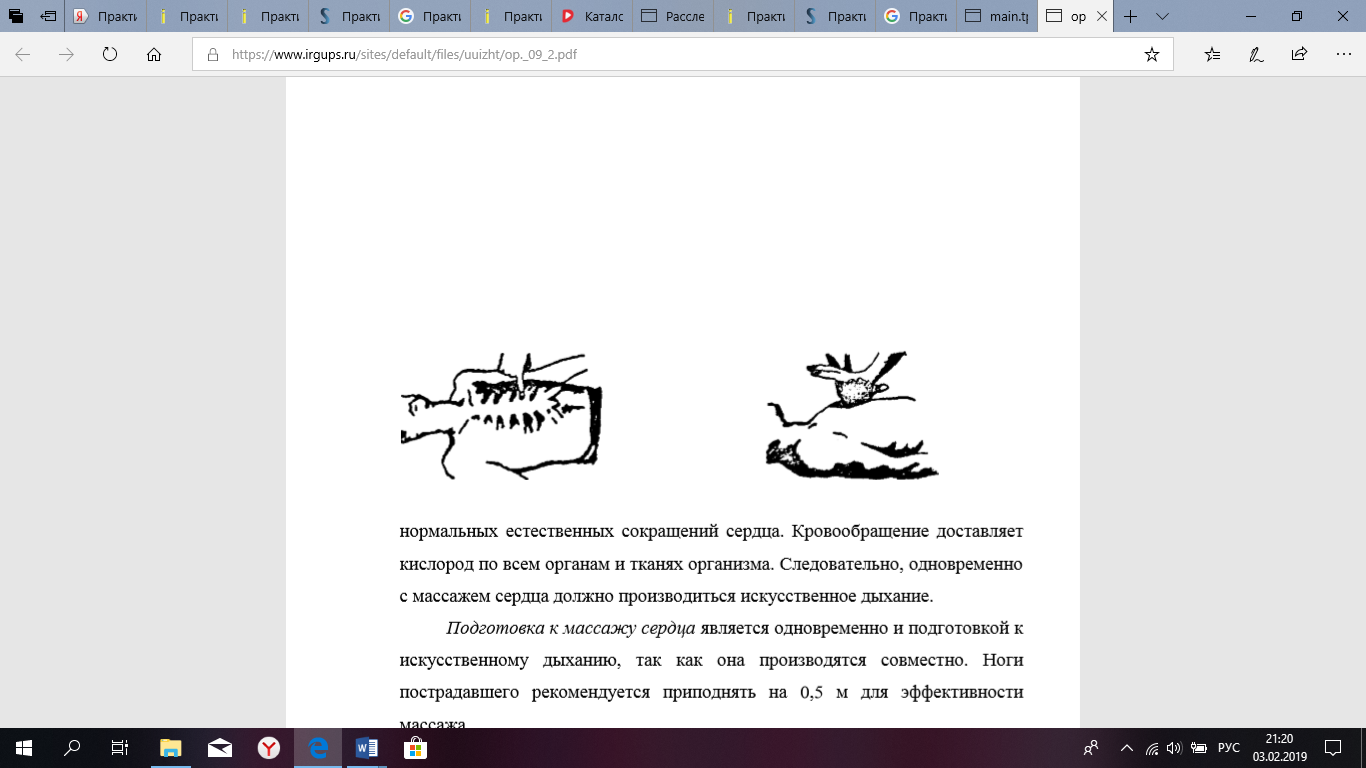 Практи
Практи
Практи
Практи
Практи
Практи
Катало
Рассле
Практи
Практи
Практи
main.tp
op
https://www.irgups.ru/sites/default/files/uuizht/op._09_2.pdf
нормальных естественных сокращений сердца. Кровообращение доставляет
кислород по всем органам и тканях организма. Следовательно, одновременно
с массажем сердца должно производиться искусственное дыхание.
Подготовка к массажу сердца является одновременно и подготовкой к
искусственному дыханию, так как она производятся совместно. Ноги
пострадавшего рекомендуется приподнять на 0,5 м для эффективности
массажа.
РУС
21:20
03.02.2019